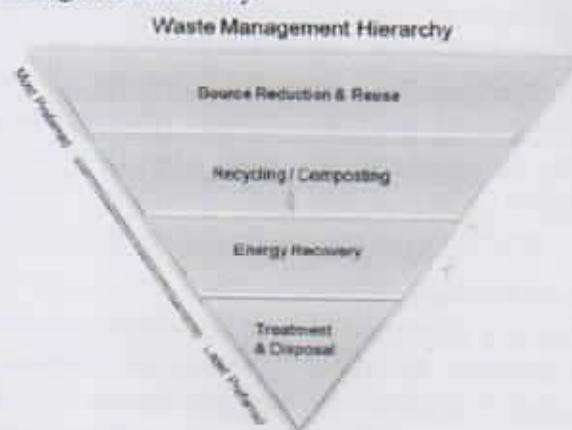 Waste Management Hierarchy
Source Reduction & Reuse
Recycling / Composting
Energy Recovery
Treatment
& Disposal
Most Preferred
Least Preferred